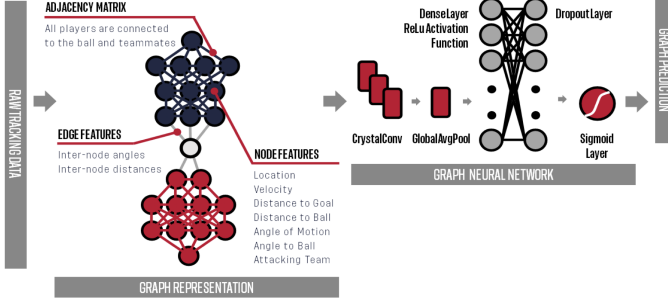 RAW TRACKING DATA
ADJACENCY MATRIX
All players are connected
to the ball and teammates
EDGE FEATURES
Inter-node angles
Inter-node distances
NODE FEATURES
Location
Velocity
Distance to Goal
Distance to Ball
Angle of Motion
Angle to Ball
Attacking Team
GRAPH REPRESENTATION
Dense Layer
ReLu Activation
Function
Dropout Layer
CrystalConv
GlobalAvgPool
Sigmoid
Layer
GRAPH NEURAL NETWORK
GRAPH PREDICTION